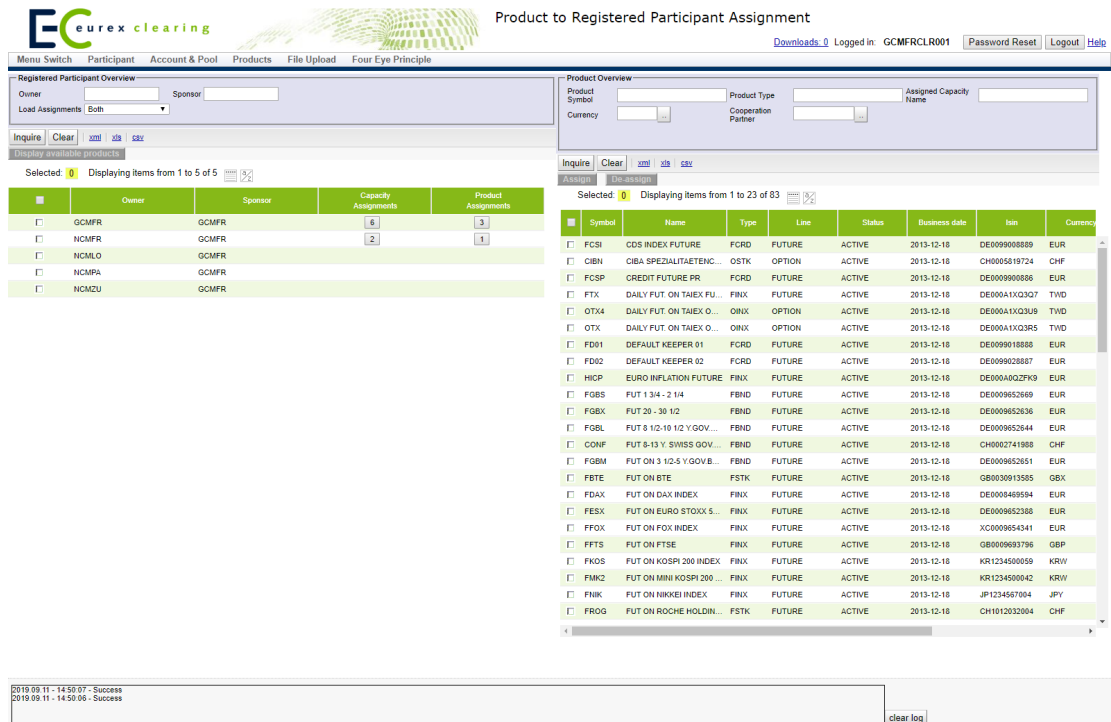 eurex clearing
Product to Registered Participant Assignment
Downloads: 0 Logged in: GCMFRCLR001 Password Reset Logout Help
Menu Switch Participant Account & Pool Products File Upload Four Eye Principle
Registered Participant Overview
Owner Sponsor
Load Assignments Both
Inquire Clear xml xls csv
Display available products
Selected: 0 Displaying items from 1 to 5 of 5
Owner Sponsor Capacity Assignments Product Assignments
GCMFR GCMFR 6 3
NCMFR GCMFR 2 1
NCMLO GCMFR
NCMPA GCMFR
NCMZU GCMFR
Product Overview
Product Symbol Product Type Assigned Capacity Name
Currency ... Cooperation Partner ...
Inquire Clear xml xls csv
Assign De-assign
Selected: 0 Displaying items from 1 to 23 of 83
Symbol Name Type Line Status Business date Isin Currency
FCSI CDS INDEX FUTURE FCRD FUTURE ACTIVE 2013-12-18 DE0099008889 EUR
CIBN CIBA SPEZIALITAETENC... OSTK OPTION ACTIVE 2013-12-18 CH0005819724 CHF
FCSP CREDIT FUTURE PR FCRD FUTURE ACTIVE 2013-12-18 DE0009900886 EUR
FTX DAILY FUT. ON TAIEX FU... FINX FUTURE ACTIVE 2013-12-18 DE000A1XQ3Q7 TWD
OTX4 DAILY FUT. ON TAIEX O... OINX OPTION ACTIVE 2013-12-18 DE000A1XQ3U9 TWD
OTX DAILY FUT. ON TAIEX O... OINX OPTION ACTIVE 2013-12-18 DE000A1XQ3R5 TWD
FD01 DEFAULT KEEPER 01 FCRD FUTURE ACTIVE 2013-12-18 DE0099018888 EUR
FD02 DEFAULT KEEPER 02 FCRD FUTURE ACTIVE 2013-12-18 DE0099028887 EUR
HICP EURO INFLATION FUTURE FINX FUTURE ACTIVE 2013-12-18 DE000A0QZFK9 EUR
FGBS FUT 1 3/4 - 2 1/4 FBND FUTURE ACTIVE 2013-12-18 DE0009652669 EUR
FGBX FUT 20 - 30 1/2 FBND FUTURE ACTIVE 2013-12-18 DE0009652636 EUR
FGBL FUT 8 1/2-10 1/2 Y.GOV.... FBND FUTURE ACTIVE 2013-12-18 DE0009652644 EUR
CONF FUT 8-13 Y. SWISS GOV.... FBND FUTURE ACTIVE 2013-12-18 CH0002741988 CHF
FGBM FUT ON 3 1/2-5 Y.GOV.B... FBND FUTURE ACTIVE 2013-12-18 DE0009652651 EUR
FBTE FUT ON BTE FSTK FUTURE ACTIVE 2013-12-18 GB0030913585 GBX
FDAX FUT ON DAX INDEX FINX FUTURE ACTIVE 2013-12-18 DE0008469594 EUR
FESX FUT ON EURO STOXX 5... FINX FUTURE ACTIVE 2013-12-18 DE0009652388 EUR
FFOX FUT ON FOX INDEX FINX FUTURE ACTIVE 2013-12-18 XC0009654341 EUR
FFTS FUT ON FTSE FINX FUTURE ACTIVE 2013-12-18 GB0009693796 GBP
FKOS FUT ON KOSPI 200 INDEX FINX FUTURE ACTIVE 2013-12-18 KR1234500059 KRW
FMK2 FUT ON MINI KOSPI 200 ... FINX FUTURE ACTIVE 2013-12-18 KR1234500042 KRW
FNIK FUT ON NIKKEI INDEX FINX FUTURE ACTIVE 2013-12-18 JP1234567004 JPY
FROG FUT ON ROCHE HOLDIN... FSTK FUTURE ACTIVE 2013-12-18 CH1012032004 CHF
2019.09.11 - 14:50:07 - Success
2019.09.11 - 14:50:06 - Success
clear log